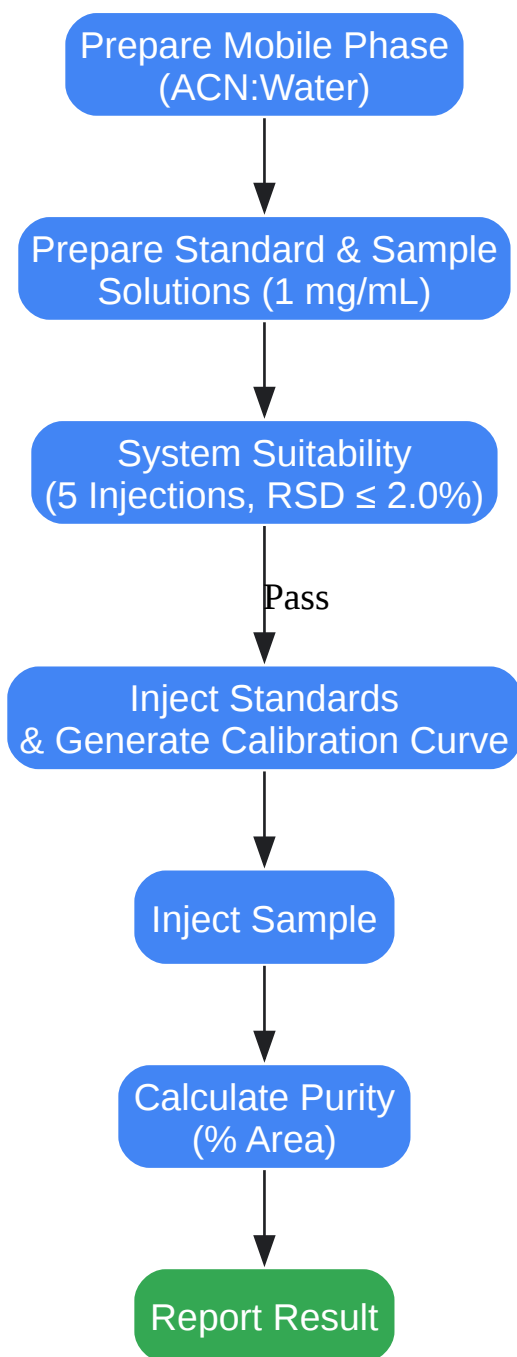 Prepare Mobile Phase
(ACN:Water)
Prepare Standard & Sample
Solutions (1 mg/mL)
System Suitability
(5 Injections, RSD ≤ 2.0%)
Pass
Inject Standards
& Generate Calibration Curve
Inject Sample
Calculate Purity
(% Area)
Report Result